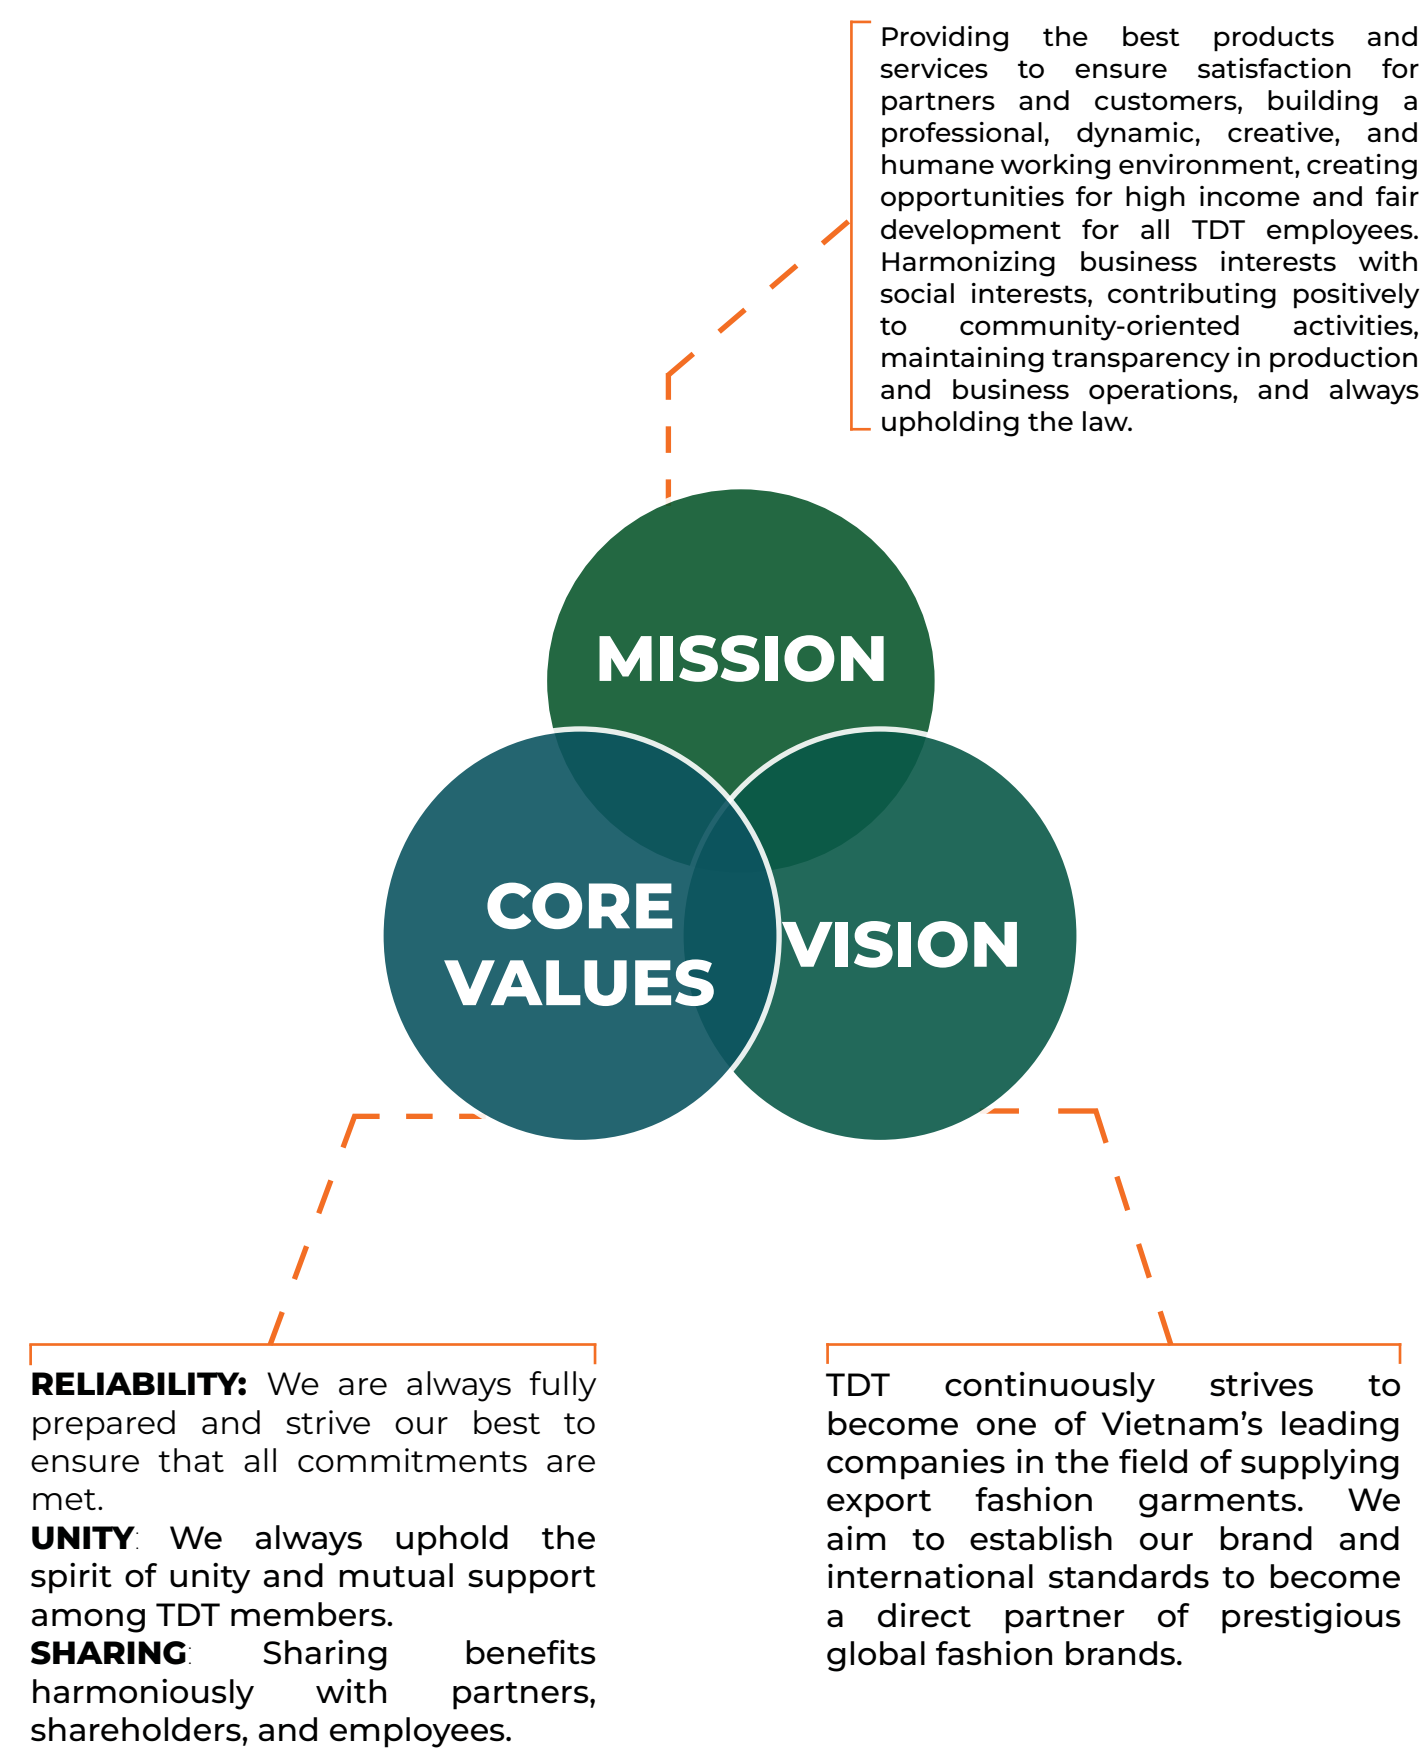 Providing the best products and
services to ensure satisfaction for
partners and customers, building a
professional, dynamic, creative, and
humane working environment, creating
opportunities for high income and fair
development for all TDT employees.
Harmonizing business interests with
social interests, contributing positively
to community-oriented activities,
maintaining transparency in production
and business operations, and always
upholding the law.
MISSION
CORE
VALUES
VISION
RELIABILITY: We are always fully
prepared and strive our best to
ensure that all commitments are
met.
UNITY: We always uphold the
spirit of unity and mutual support
among TDT members.
SHARING: Sharing benefits
harmoniously with partners,
shareholders, and employees.
TDT continuously strives to
become one of Vietnam’s leading
companies in the field of supplying
export fashion garments. We
aim to establish our brand and
international standards to become
a direct partner of prestigious
global fashion brands.